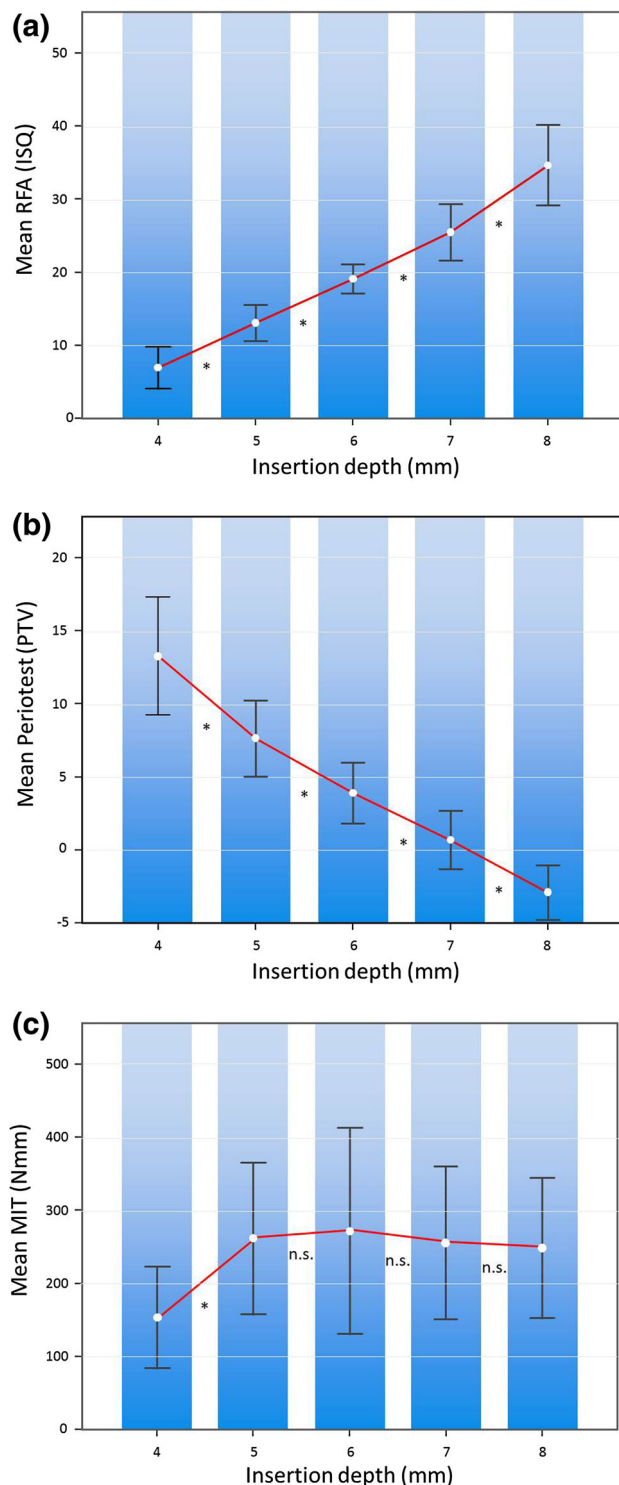 (a)
Mean RFA (ISQ)
50
40
30
20
10
0
*
*
*
*
4 5 6 7 8
Insertion depth (mm)
(b)
Mean Periotest (PTV)
20
15
10
5
0
-5
*
*
*
*
4 5 6 7 8
Insertion depth (mm)
(c)
Mean MIT (Nmm)
500
400
300
200
100
0
*
n.s.
n.s.
n.s.
4 5 6 7 8
Insertion depth (mm)